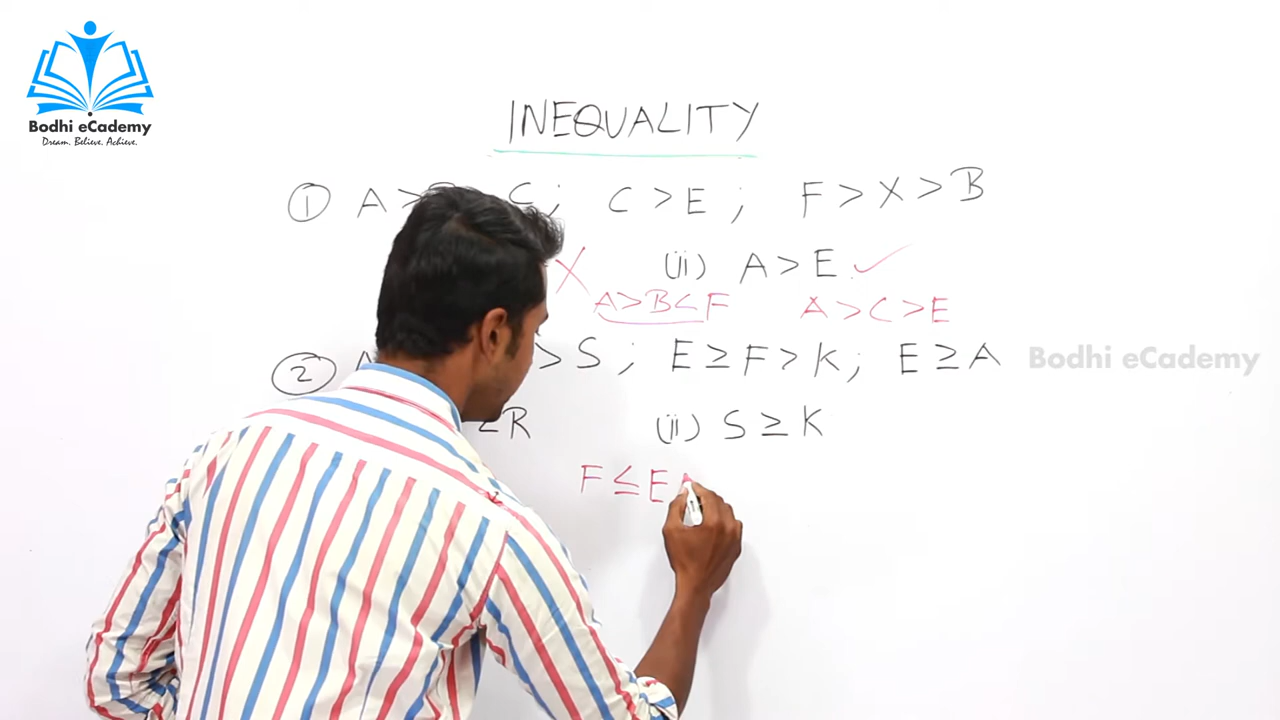 Bodhi eCademy
Dream. Believe. Achieve.
INEQUALITY
① A > C ; C > E ; F > X > B
X (ii) A > E ✓
A > B < F A > C > E
② > S ; E ≥ F > K ; E ≥ A
Bodhi eCademy
R (ii) S ≥ K
F ≤ E